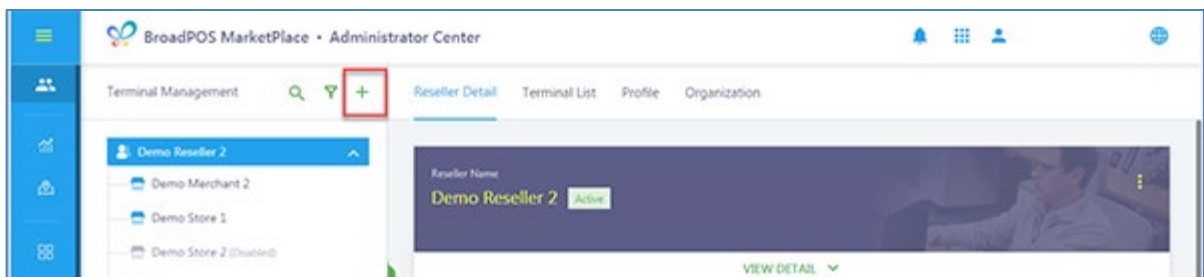 BroadPOS MarketPlace • Administrator Center
Terminal Management
Reseller Detail Terminal List Profile Organization
Demo Reseller 2
Demo Merchant 2
Demo Store 1
Demo Store 2 (Disabled)
Reseller Name
Demo Reseller 2 Active
VIEW DETAIL